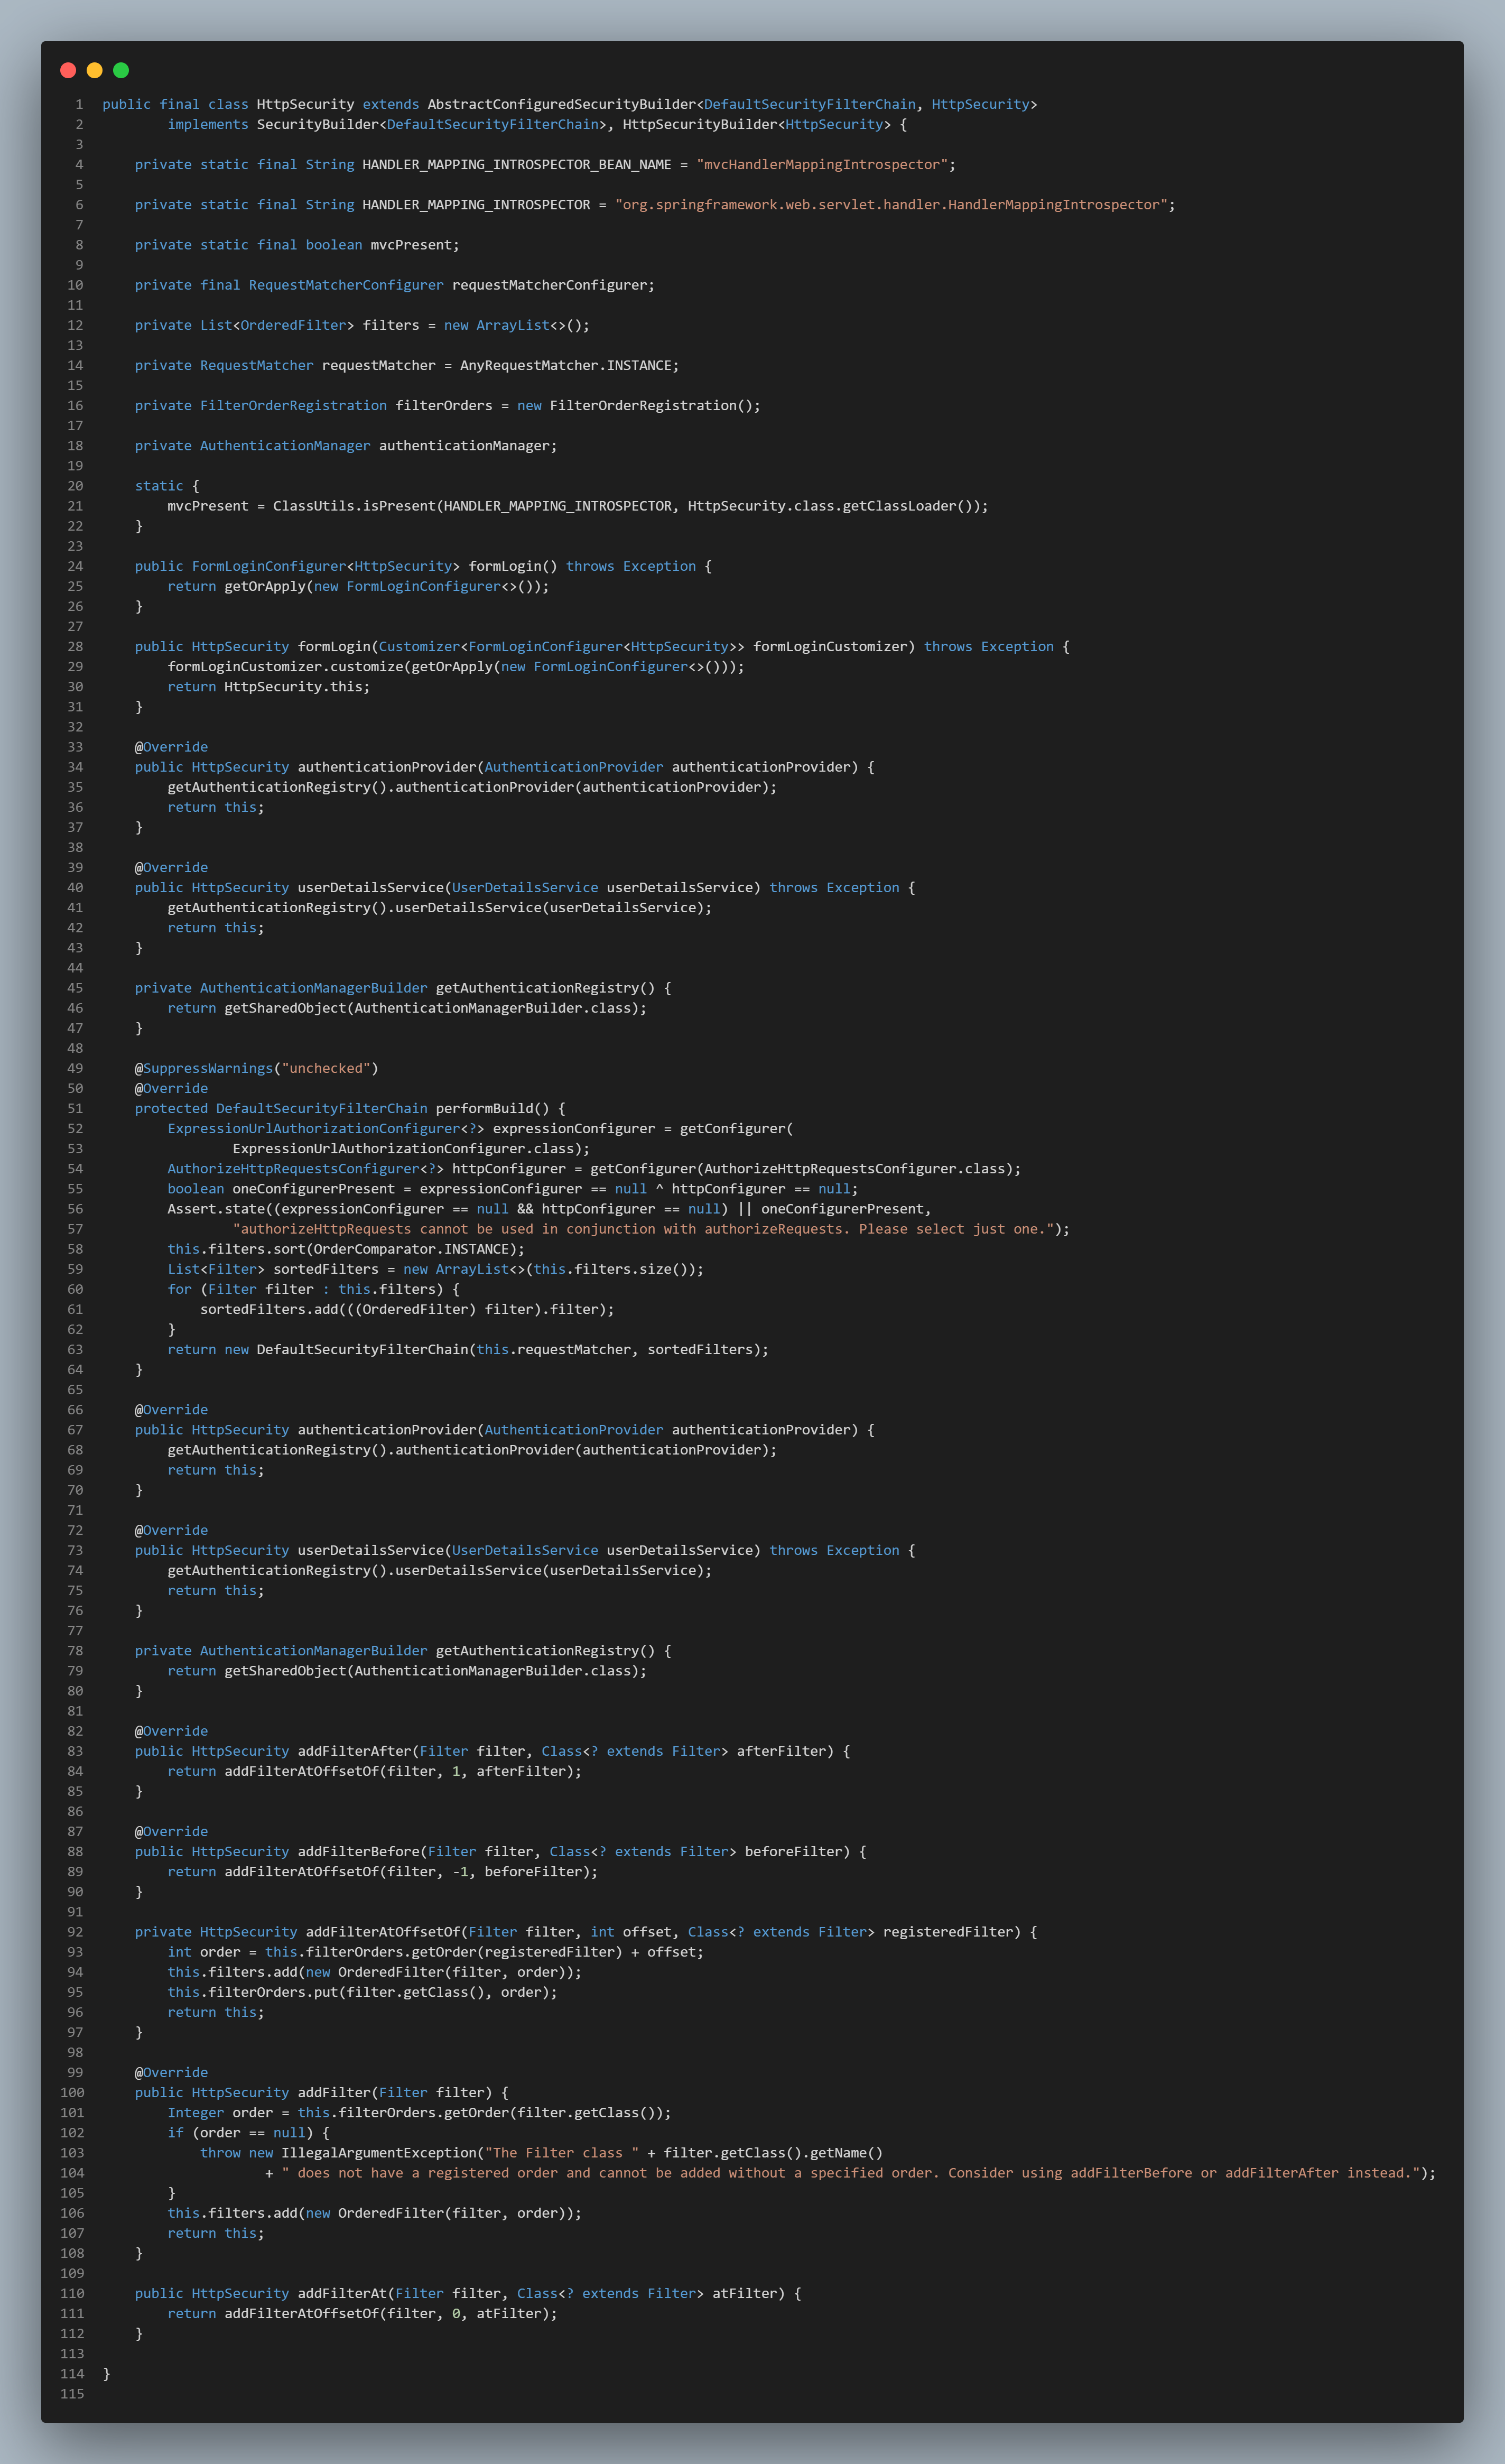 1 public final class HttpSecurity extends AbstractConfiguredSecurityBuilder<DefaultSecurityFilterChain, HttpSecurity>
2         implements SecurityBuilder<DefaultSecurityFilterChain>, HttpSecurityBuilder<HttpSecurity> {
3
4     private static final String HANDLER_MAPPING_INTROSPECTOR_BEAN_NAME = "mvcHandlerMappingIntrospector";
5
6     private static final String HANDLER_MAPPING_INTROSPECTOR = "org.springframework.web.servlet.handler.HandlerMappingIntrospector";
7
8     private static final boolean mvcPresent;
9
10     private final RequestMatcherConfigurer requestMatcherConfigurer;
11
12     private List<OrderedFilter> filters = new ArrayList<>();
13
14     private RequestMatcher requestMatcher = AnyRequestMatcher.INSTANCE;
15
16     private FilterOrderRegistration filterOrders = new FilterOrderRegistration();
17
18     private AuthenticationManager authenticationManager;
19
20     static {
21         mvcPresent = ClassUtils.isPresent(HANDLER_MAPPING_INTROSPECTOR, HttpSecurity.class.getClassLoader());
22     }
23
24     public FormLoginConfigurer<HttpSecurity> formLogin() throws Exception {
25         return getOrApply(new FormLoginConfigurer<>());
26     }
27
28     public HttpSecurity formLogin(Customizer<FormLoginConfigurer<HttpSecurity>> formLoginCustomizer) throws Exception {
29         formLoginCustomizer.customize(getOrApply(new FormLoginConfigurer<>()));
30         return HttpSecurity.this;
31     }
32
33     @Override
34     public HttpSecurity authenticationProvider(AuthenticationProvider authenticationProvider) {
35         getAuthenticationRegistry().authenticationProvider(authenticationProvider);
36         return this;
37     }
38
39     @Override
40     public HttpSecurity userDetailsService(UserDetailsService userDetailsService) throws Exception {
41         getAuthenticationRegistry().userDetailsService(userDetailsService);
42         return this;
43     }
44
45     private AuthenticationManagerBuilder getAuthenticationRegistry() {
46         return getSharedObject(AuthenticationManagerBuilder.class);
47     }
48
49     @SuppressWarnings("unchecked")
50     @Override
51     protected DefaultSecurityFilterChain performBuild() {
52         ExpressionUrlAuthorizationConfigurer<?> expressionConfigurer = getConfigurer(
53                 ExpressionUrlAuthorizationConfigurer.class);
54         AuthorizeHttpRequestsConfigurer<?> httpConfigurer = getConfigurer(AuthorizeHttpRequestsConfigurer.class);
55         boolean oneConfigurerPresent = expressionConfigurer == null ^ httpConfigurer == null;
56         Assert.state((expressionConfigurer == null && httpConfigurer == null) || oneConfigurerPresent,
57                 "authorizeHttpRequests cannot be used in conjunction with authorizeRequests. Please select just one.");
58         this.filters.sort(OrderComparator.INSTANCE);
59         List<Filter> sortedFilters = new ArrayList<>(this.filters.size());
60         for (Filter filter : this.filters) {
61             sortedFilters.add(((OrderedFilter) filter).filter);
62         }
63         return new DefaultSecurityFilterChain(this.requestMatcher, sortedFilters);
64     }
65
66     @Override
67     public HttpSecurity authenticationProvider(AuthenticationProvider authenticationProvider) {
68         getAuthenticationRegistry().authenticationProvider(authenticationProvider);
69         return this;
70     }
71
72     @Override
73     public HttpSecurity userDetailsService(UserDetailsService userDetailsService) throws Exception {
74         getAuthenticationRegistry().userDetailsService(userDetailsService);
75         return this;
76     }
77
78     private AuthenticationManagerBuilder getAuthenticationRegistry() {
79         return getSharedObject(AuthenticationManagerBuilder.class);
80     }
81
82     @Override
83     public HttpSecurity addFilterAfter(Filter filter, Class<? extends Filter> afterFilter) {
84         return addFilterAtOffsetOf(filter, 1, afterFilter);
85     }
86
87     @Override
88     public HttpSecurity addFilterBefore(Filter filter, Class<? extends Filter> beforeFilter) {
89         return addFilterAtOffsetOf(filter, -1, beforeFilter);
90     }
91
92     private HttpSecurity addFilterAtOffsetOf(Filter filter, int offset, Class<? extends Filter> registeredFilter) {
93         int order = this.filterOrders.getOrder(registeredFilter) + offset;
94         this.filters.add(new OrderedFilter(filter, order));
95         this.filterOrders.put(filter.getClass(), order);
96         return this;
97     }
98
99     @Override
100     public HttpSecurity addFilter(Filter filter) {
101         Integer order = this.filterOrders.getOrder(filter.getClass());
102         if (order == null) {
103             throw new IllegalArgumentException("The Filter class " + filter.getClass().getName()
104                     + " does not have a registered order and cannot be added without a specified order. Consider using addFilterBefore or addFilterAfter instead.");
105         }
106         this.filters.add(new OrderedFilter(filter, order));
107         return this;
108     }
109
110     public HttpSecurity addFilterAt(Filter filter, Class<? extends Filter> atFilter) {
111         return addFilterAtOffsetOf(filter, 0, atFilter);
112     }
113
114 }
115